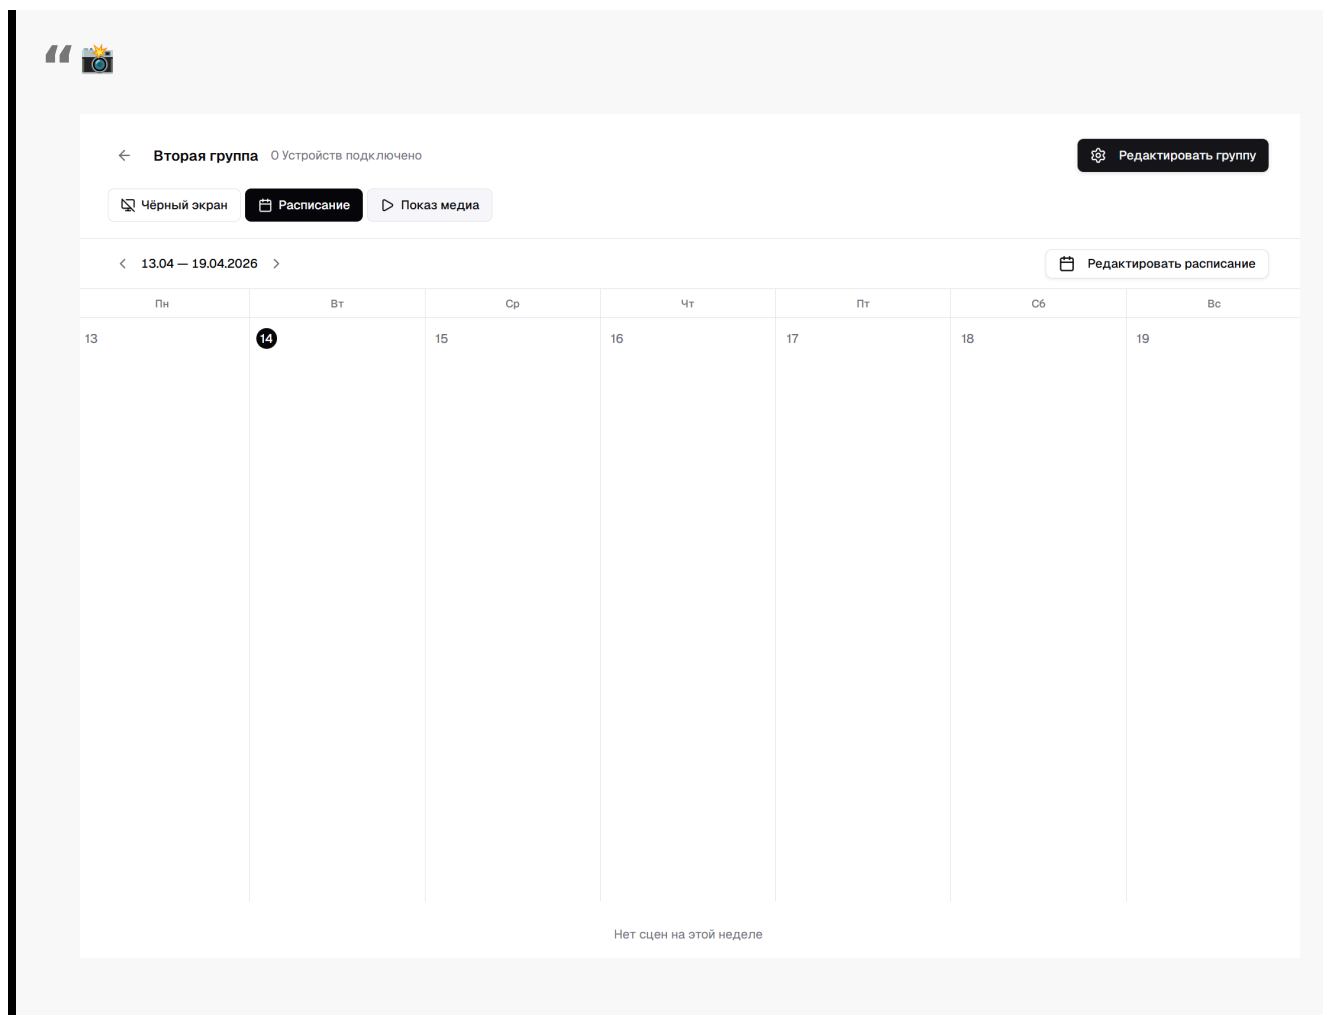 “ 📸
Вторая группа 0 Устройств подключено
Редактировать группу
Чёрный экран Расписание Показ медиа
13.04 — 19.04.2026
Редактировать расписание
Пн Вт Ср Чт Пт Сб Вс
13 14 15 16 17 18 19
Нет сцен на этой неделе